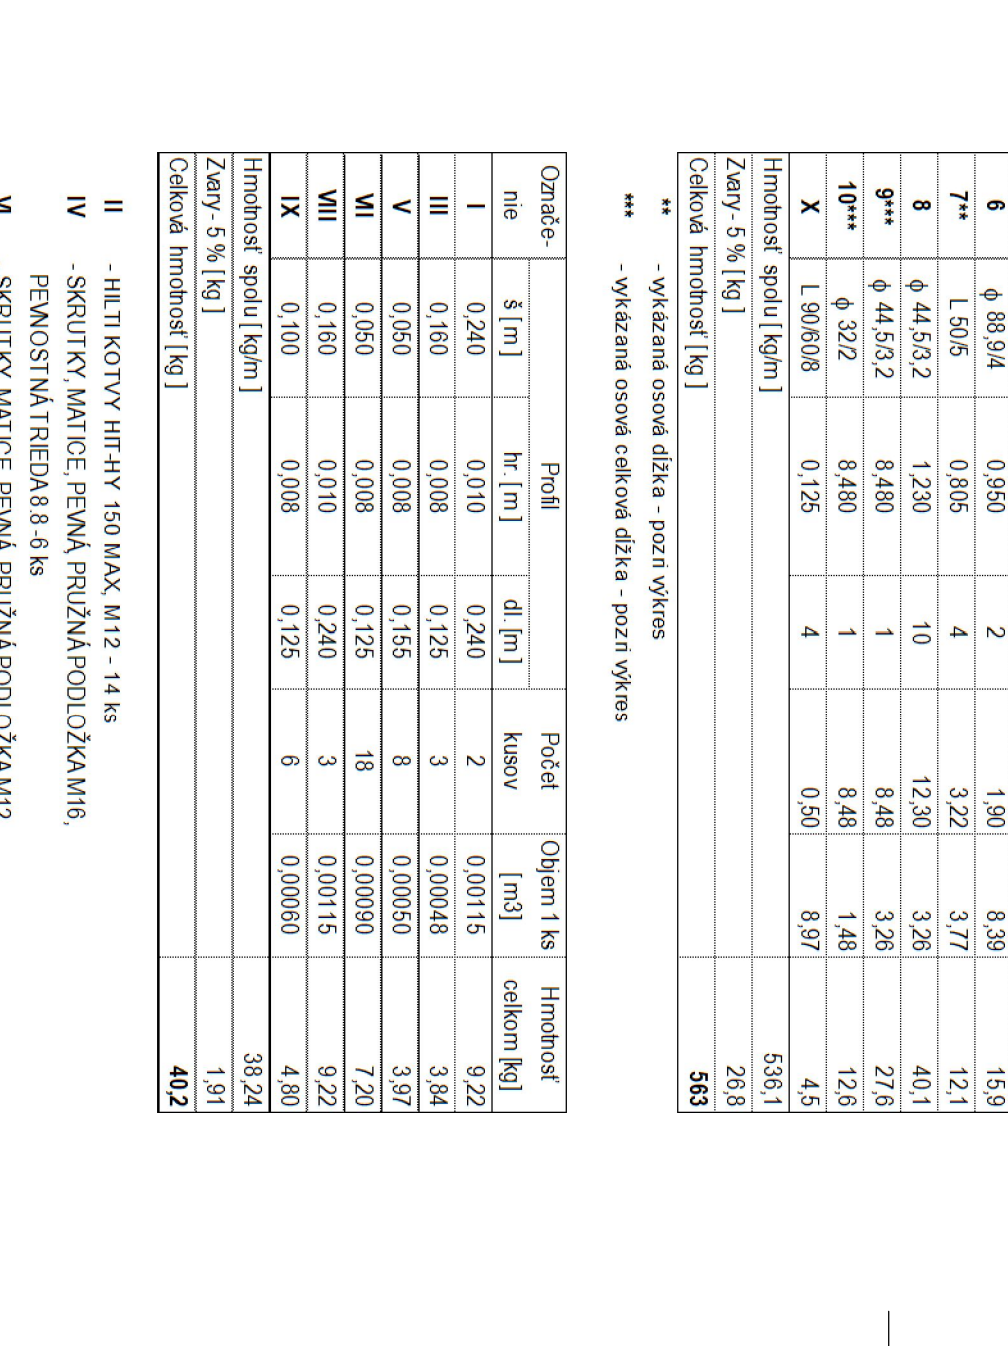 6 ϕ 88,9/4 0,950 2 1,90 8,39 15,9
7** L 50/5 0,805 4 3,22 3,77 12,1
8 ϕ 44,5/3,2 1,230 10 12,30 3,26 40,1
9*** ϕ 44,5/3,2 8,480 1 8,48 3,26 27,6
10*** ϕ 32/2 8,480 1 8,48 1,48 12,6
X L 90/60/8 0,125 4 0,50 8,97 4,5
Hmotnosť spolu [ kg/m ] 536,1
Zvary - 5 % [ kg ] 26,8
Celková hmotnosť [ kg ] 563
** - vykázaná osová dĺžka - pozri výkres
*** - vykázaná osová celková dĺžka - pozri výkres
Označe- Profil Počet Objem 1 ks Hmotnosť
nie š [ m ] hr. [ m ] dl. [m ] kusov [ m3] celkom [kg]
I 0,240 0,010 0,240 2 0,00115 9,22
III 0,160 0,008 0,125 3 0,00048 3,84
V 0,050 0,008 0,155 8 0,00050 3,97
VI 0,050 0,008 0,125 18 0,00090 7,20
VIII 0,160 0,010 0,240 3 0,00115 9,22
IX 0,100 0,008 0,125 6 0,00060 4,80
Hmotnosť spolu [ kg/m ] 38,24
Zvary - 5 % [ kg ] 1,91
Celková hmotnosť [ kg ] 40,2
II - HILTI KOTVY HIT-HY 150 MAX, M12 - 14 ks
IV - SKRUTKY, MATICE, PEVNÁ, PRUŽNÁ PODLOŽKA M16,
PEVNOSTNÁ TRIEDA 8.8 -6 ks
SKRUTKY, MATICE, PEVNÁ, PRUŽNÁ PODLOŽKA M12